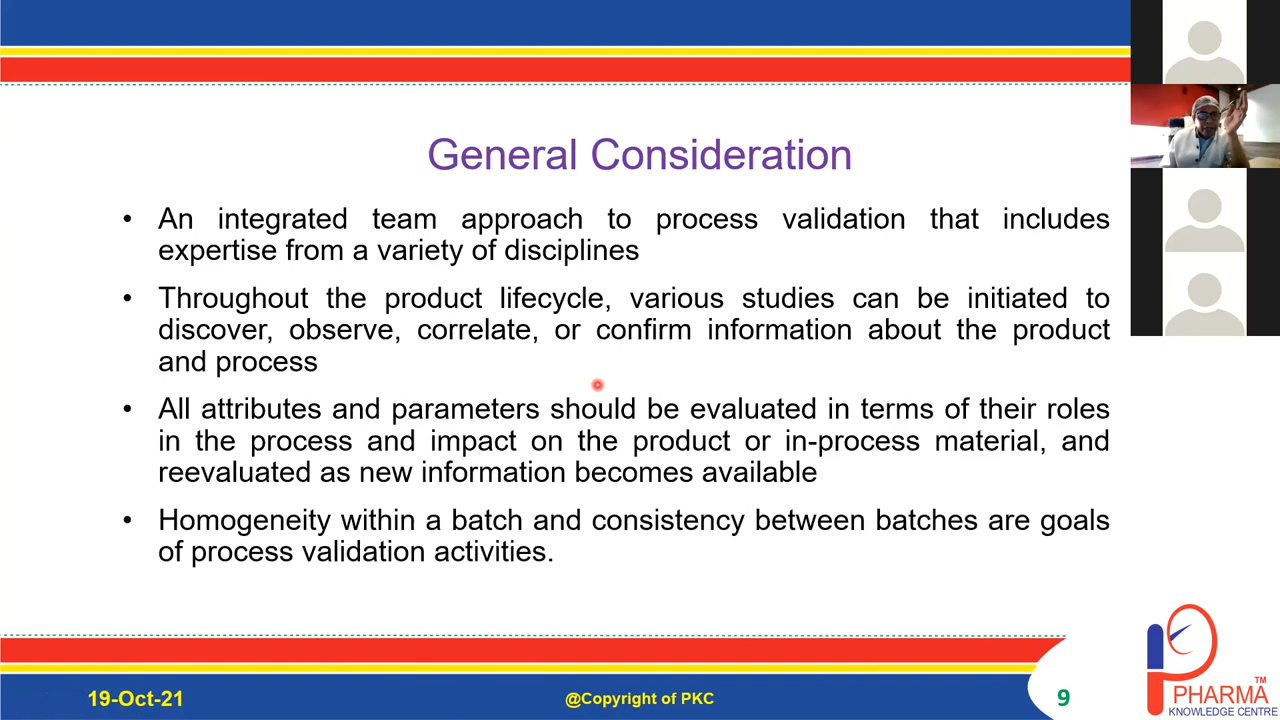 General Consideration
• An integrated team approach to process validation that includes
expertise from a variety of disciplines
• Throughout the product lifecycle, various studies can be initiated to
discover, observe, correlate, or confirm information about the product
and process
• All attributes and parameters should be evaluated in terms of their roles
in the process and impact on the product or in-process material, and
reevaluated as new information becomes available
• Homogeneity within a batch and consistency between batches are goals
of process validation activities.
19-Oct-21
@Copyright of PKC
9
PHARMA™
KNOWLEDGE CENTRE